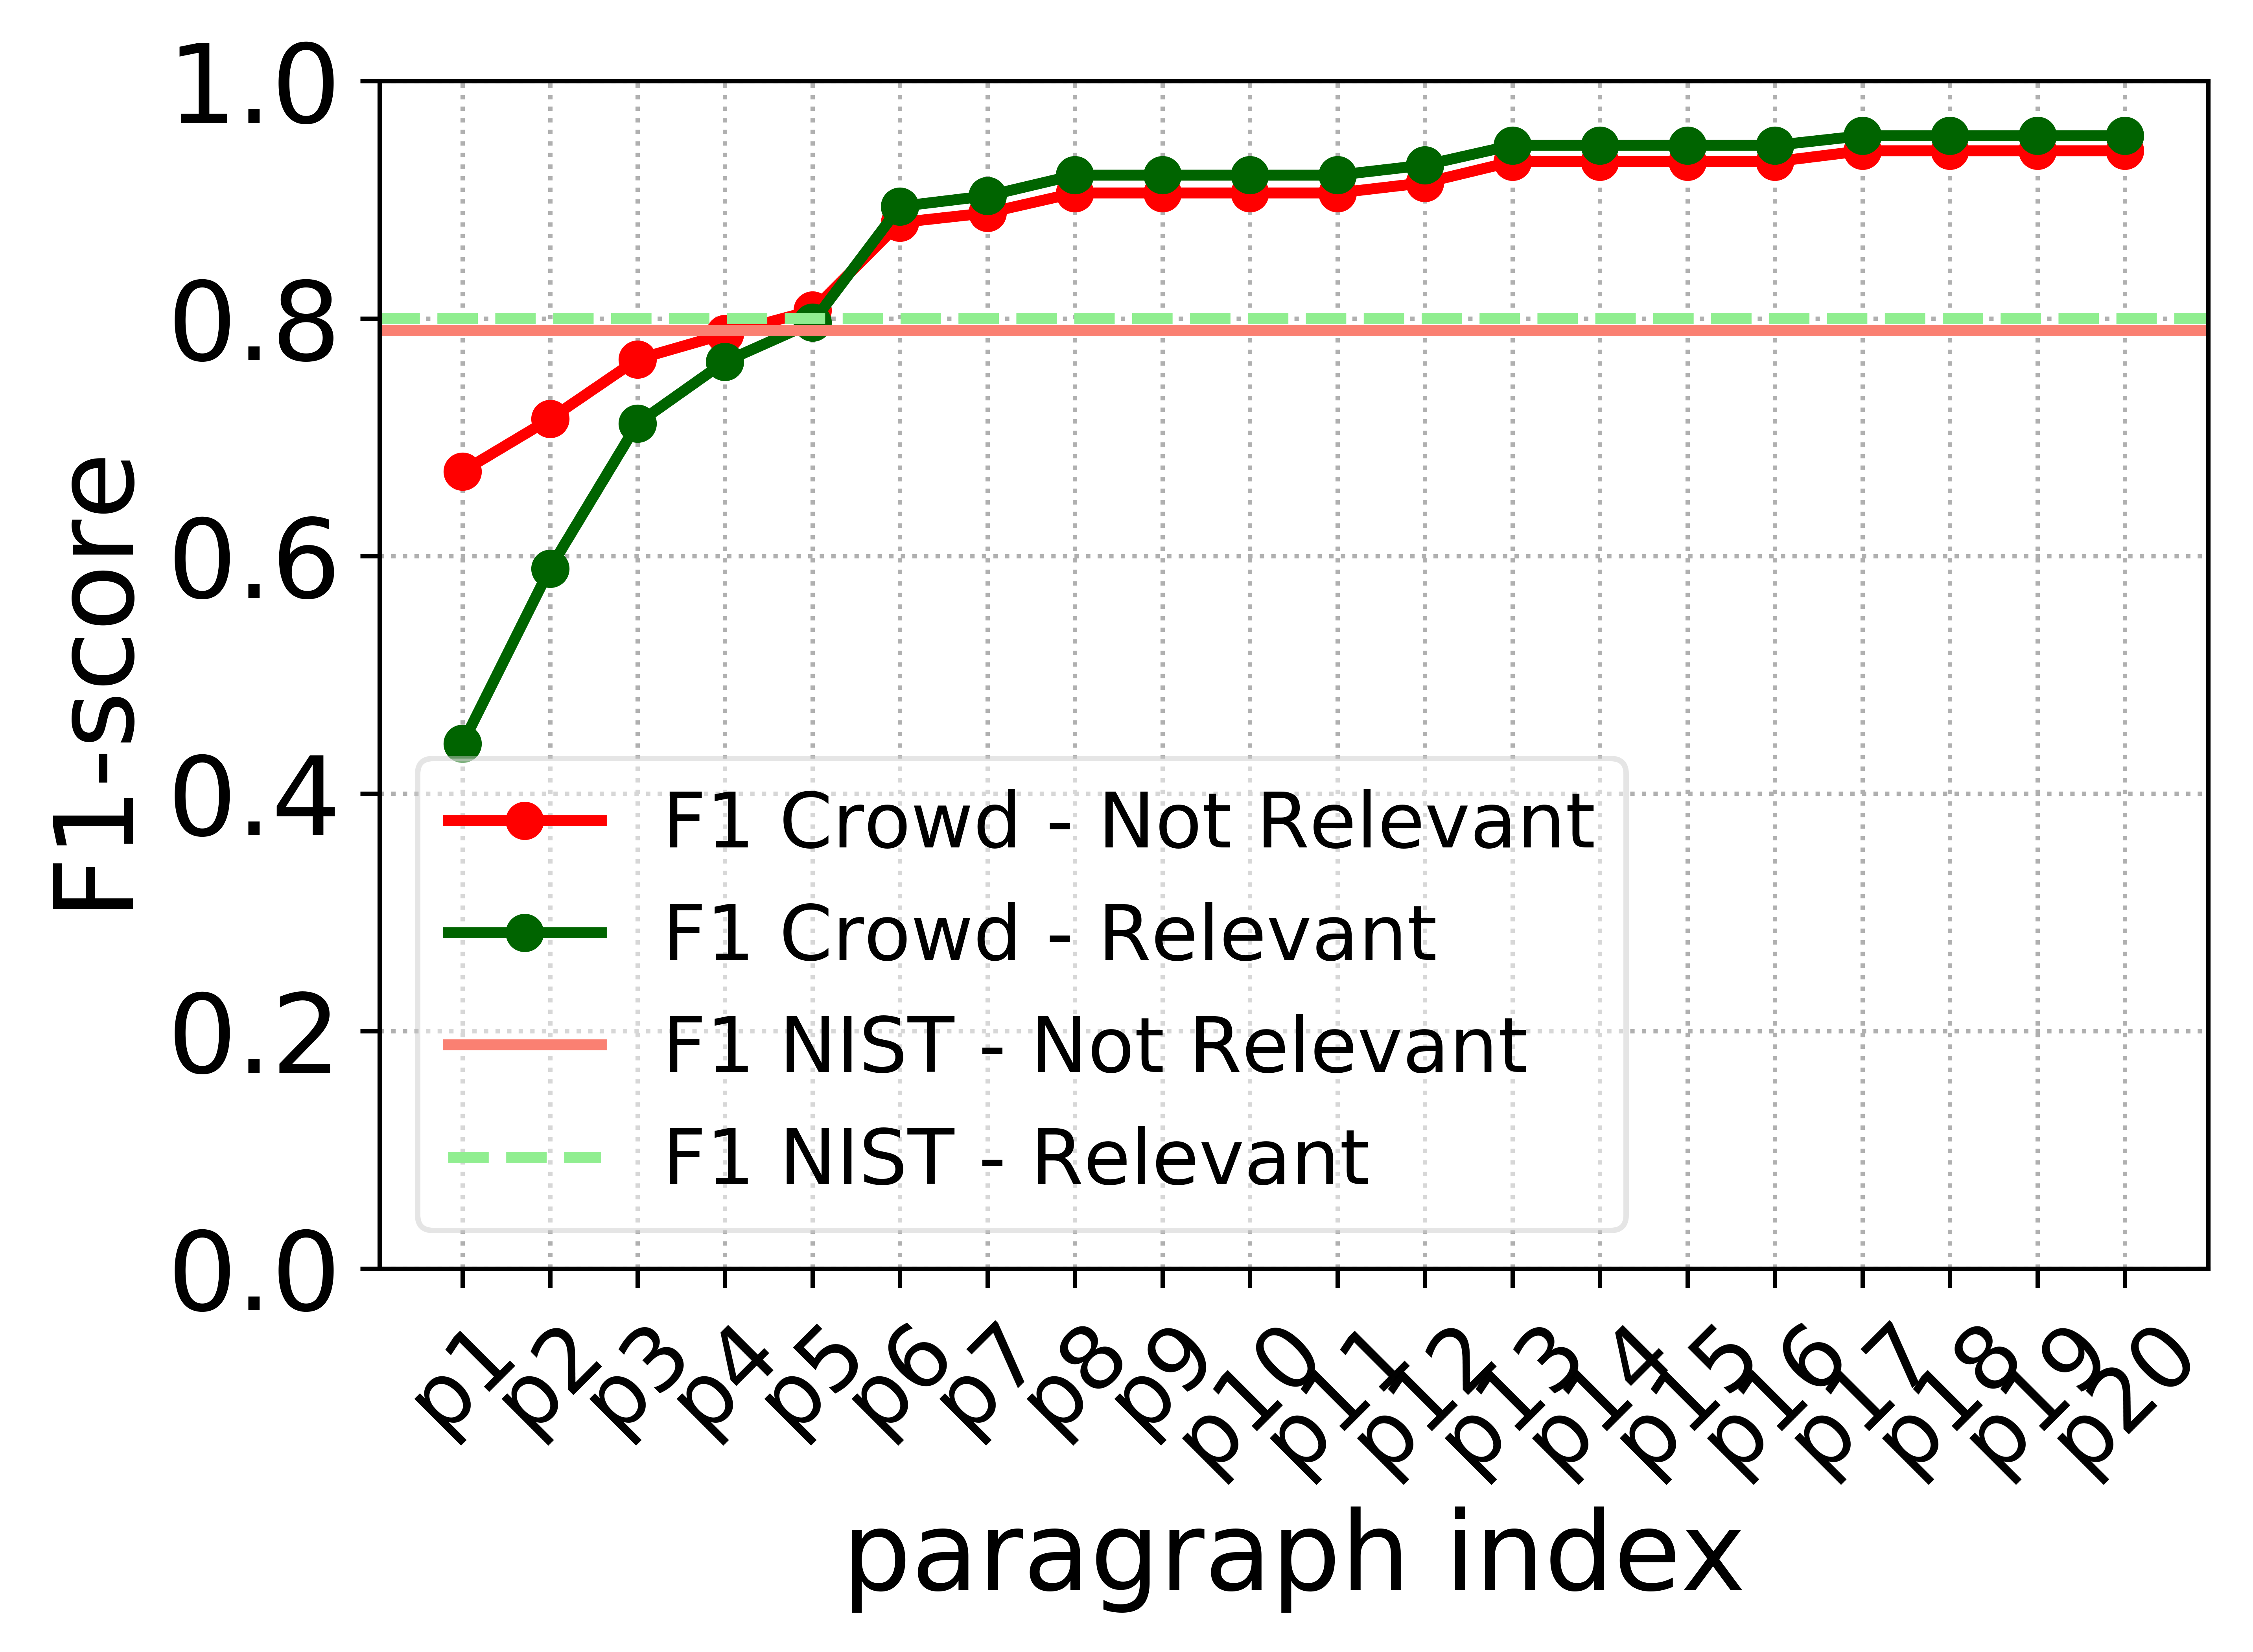 1.0
0.8
0.6
0.4
0.2
0.0
F1-score
F1 Crowd - Not Relevant
F1 Crowd - Relevant
F1 NIST - Not Relevant
F1 NIST - Relevant
p1
p2
p3
p4
p5
p6
p7
p8
p9
p10
p11
p12
p13
p14
p15
p16
p17
p18
p19
p20
paragraph index